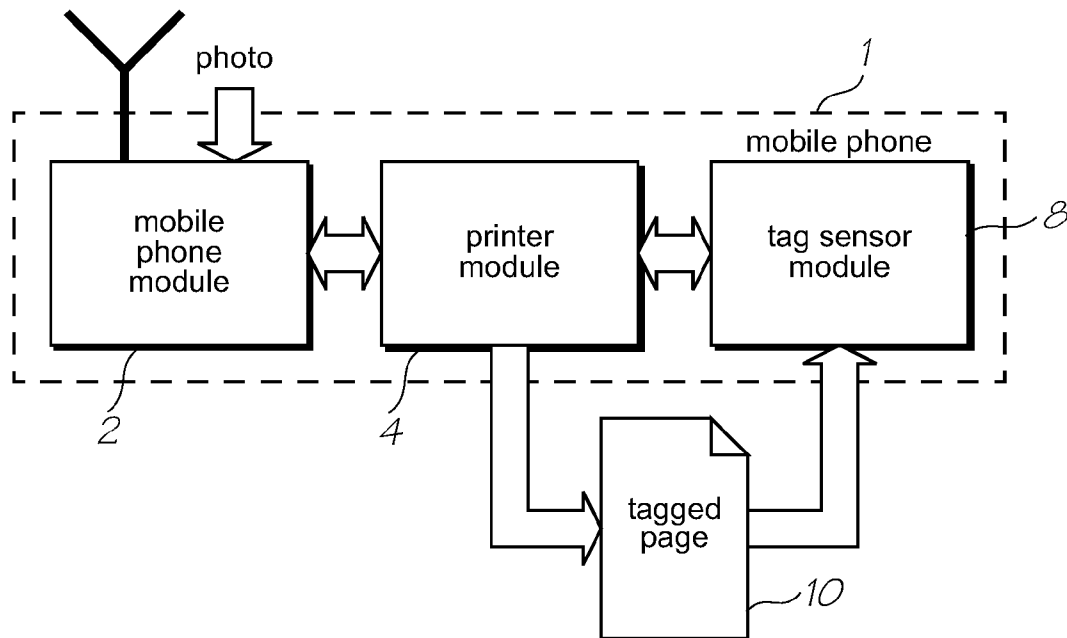 photo
1
mobile phone
mobile
phone
module
printer
module
tag sensor
module
8
2
4
tagged
page
10